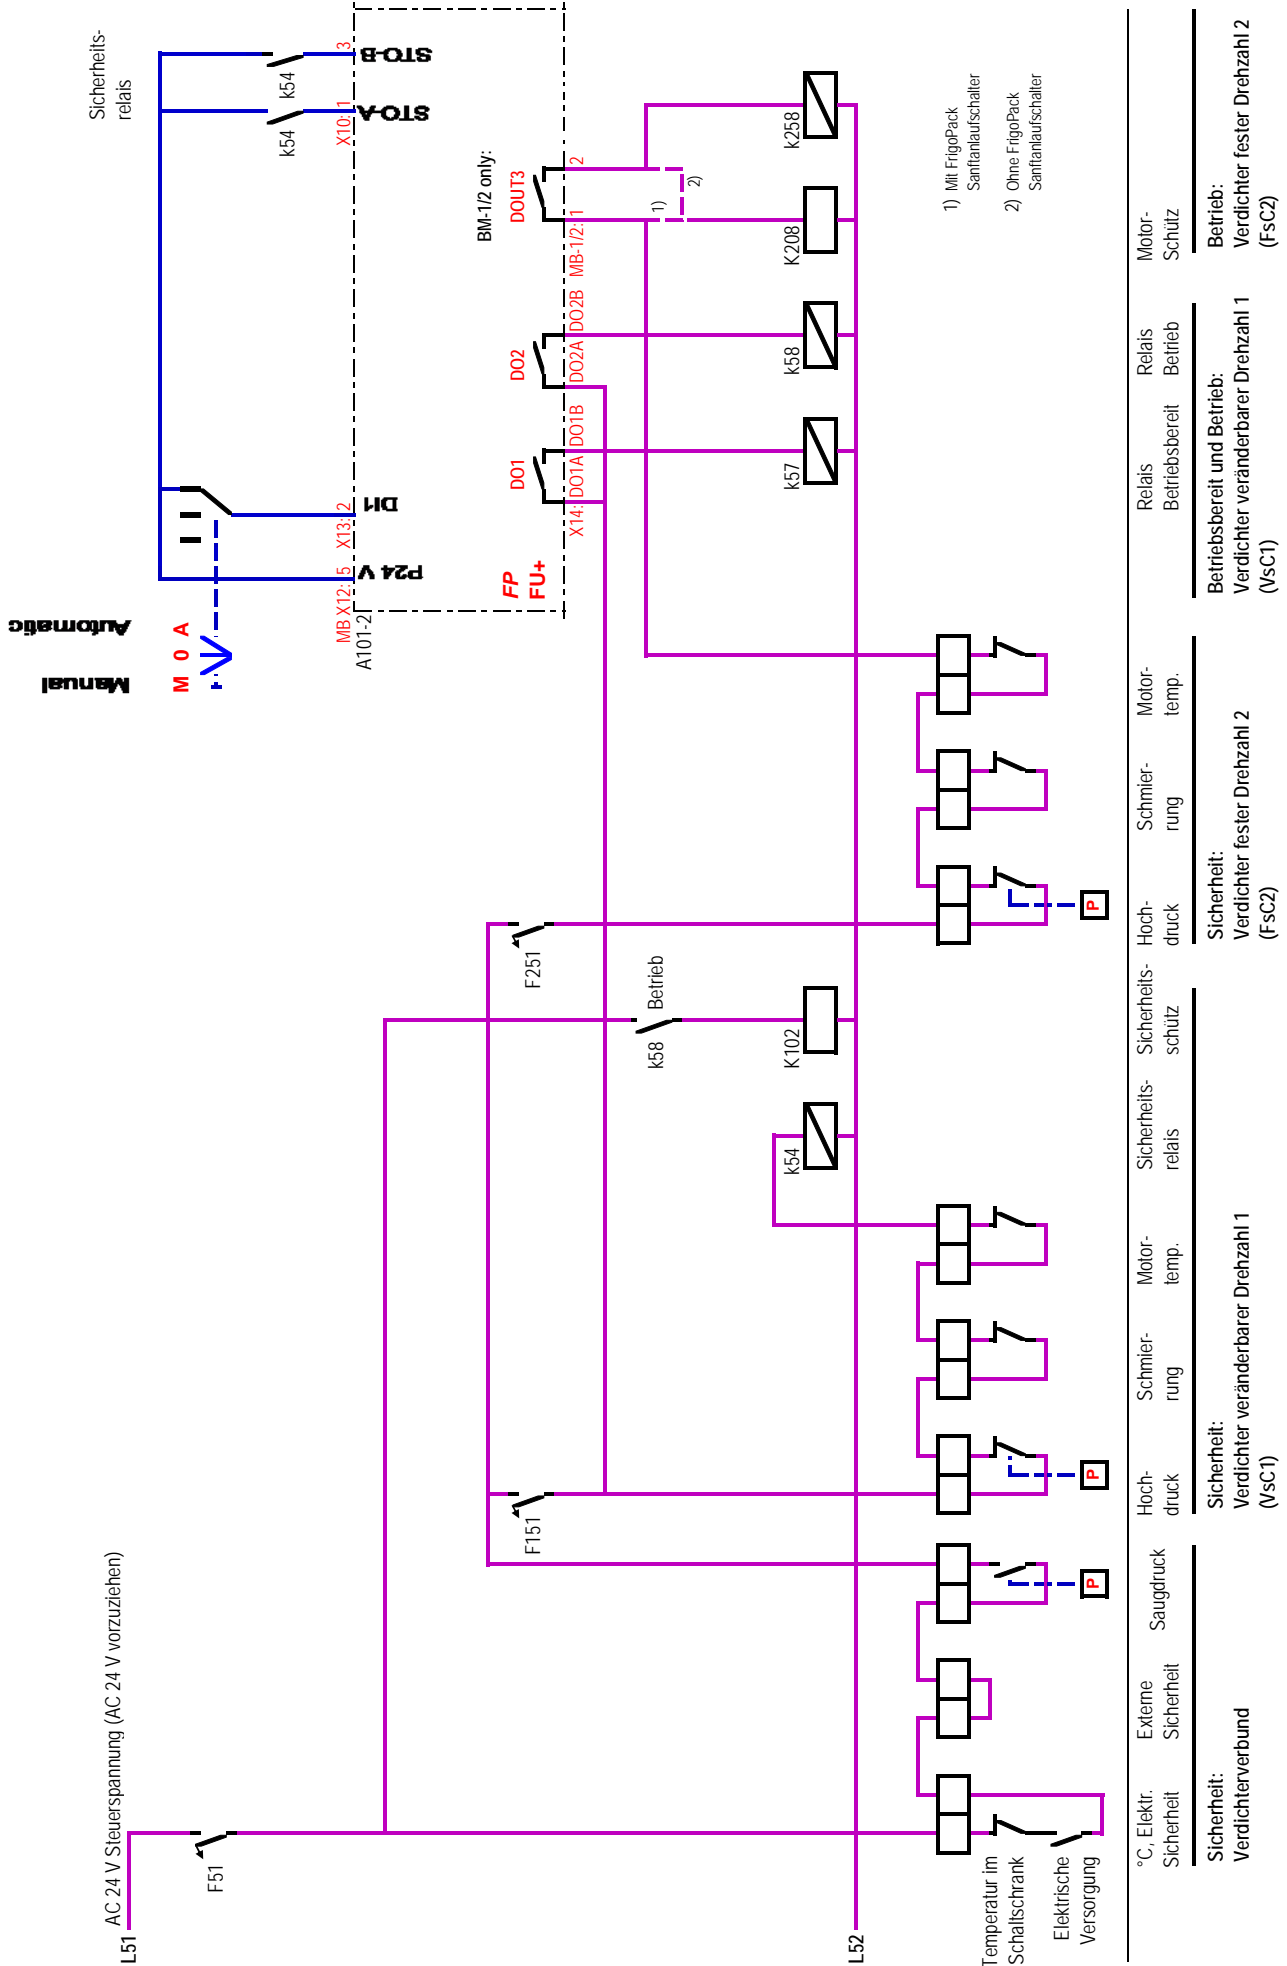 AC 24 V Steuerspannung (AC 24 V vorzuziehen)
L51
F51
F151
F251
k58
Betrieb
K102
k54
L52
Manual
Automatic
M 0 A
Sicherheits-
relais
k54
k54
MB X12: 5
X13: 2
X10: 1
3
P24 V
DI1
STO-A
STO-B
A101-2
FP
FU+
DO1
DO2
BM-1/2 only:
DOUT3
X14: DO1A
DO1B
DO2A
DO2B
MB-1/2: 1
2
1)
2)
k57
k58
K208
k258
1) Mit FrigoPack
Sanftanlaufschalter
2) Ohne FrigoPack
Sanftanlaufschalter
P
P
P
Temperatur im
Schaltschrank
Elektrische
Versorgung
°C, Elektr.
Sicherheit
Externe
Sicherheit
Saugdruck
Hoch-
druck
Schmier-
rung
Motor-
temp.
Sicherheits-
relais
Sicherheits-
schütz
Hoch-
druck
Schmier-
rung
Motor-
temp.
Relais
Betriebsbereit
Relais
Betrieb
Motor-
Schütz
Sicherheit:
Verdichterverbund
Sicherheit:
Verdichter veränderbarer Drehzahl 1
(VsC1)
Sicherheit:
Verdichter fester Drehzahl 2
(FsC2)
Betriebsbereit und Betrieb:
Verdichter veränderbarer Drehzahl 1
(VsC1)
Betrieb:
Verdichter fester Drehzahl 2
(FsC2)